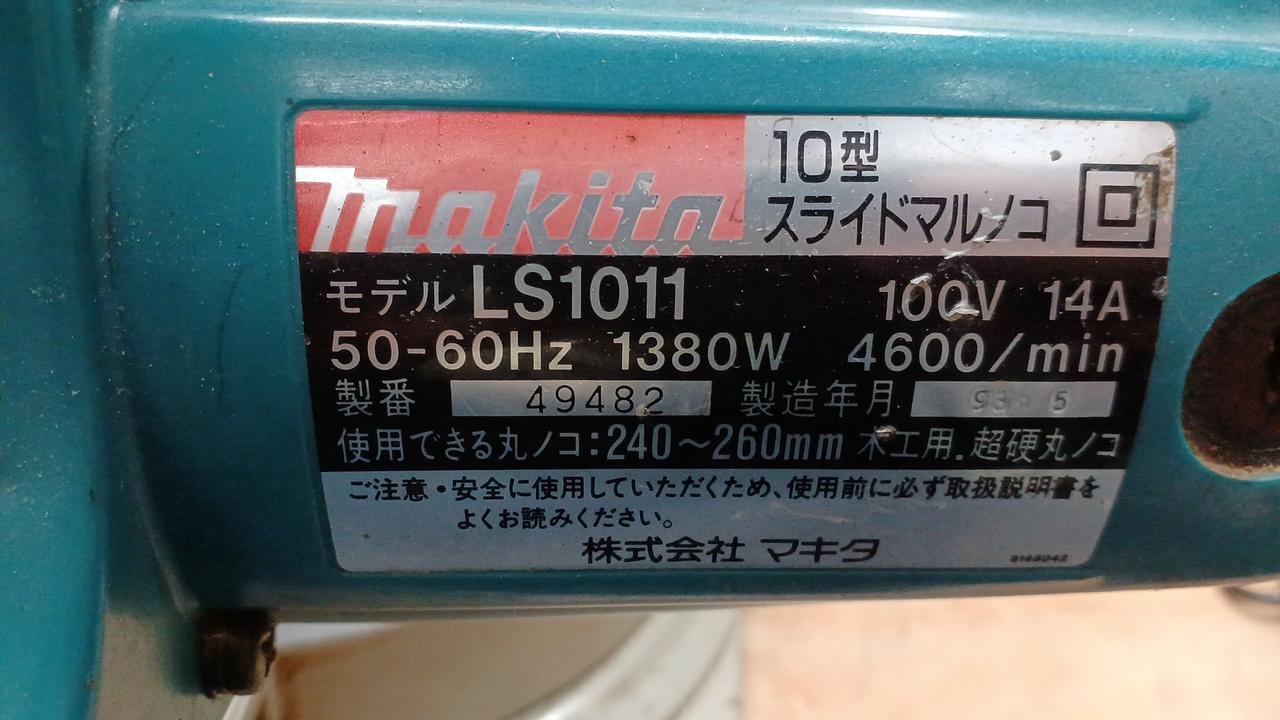 makita
10型
スライドマルノコ
モデル LS1011 100V 14A
50-60Hz 1380W 4600/min
製番 49482 製造年月 93 5
使用できる丸ノコ:240～260mm 木工用.超硬丸ノコ
ご注意・安全に使用していただくため、使用前に必ず取扱説明書を
よくお読みください。
株式会社 マキタ